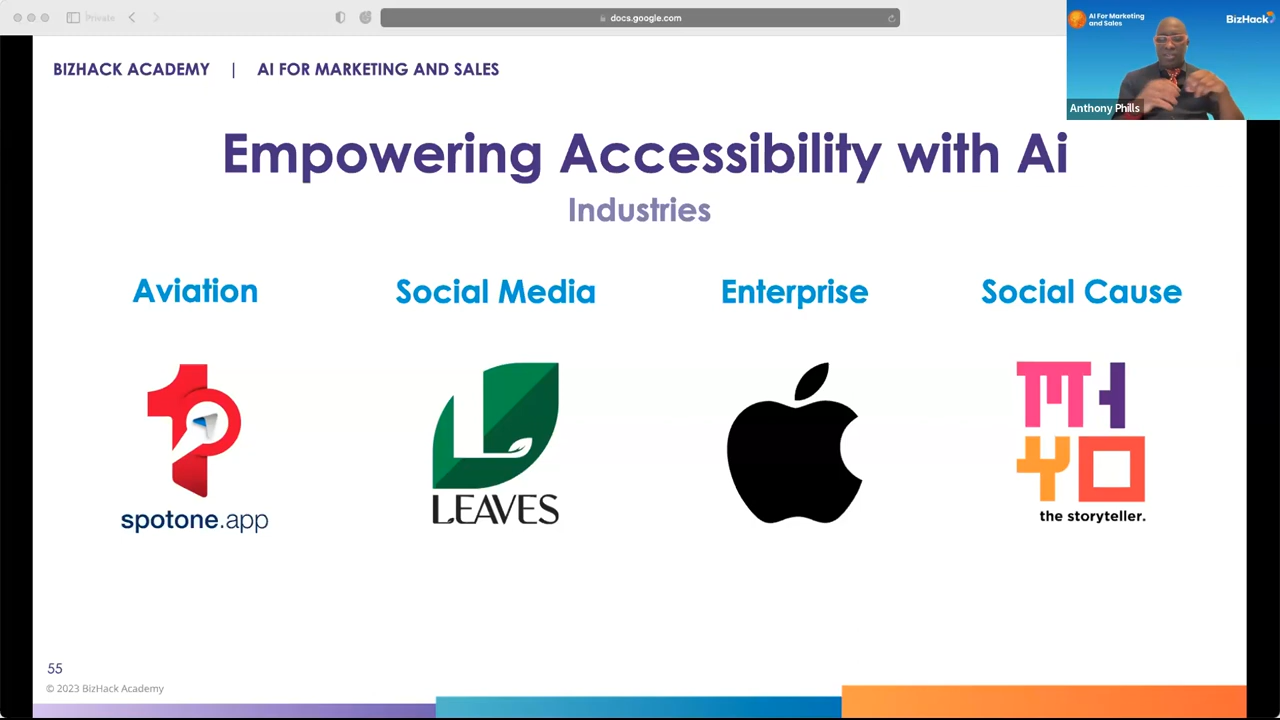 Private
docs.google.com
AI For Marketing
and Sales
BizHack
Anthony Phills
BIZHACK ACADEMY | AI FOR MARKETING AND SALES
Empowering Accessibility with Ai
Industries
Aviation
Social Media
Enterprise
Social Cause
spotone.app
LEAVES
MIYO
the storyteller.
55
© 2023 BizHack Academy